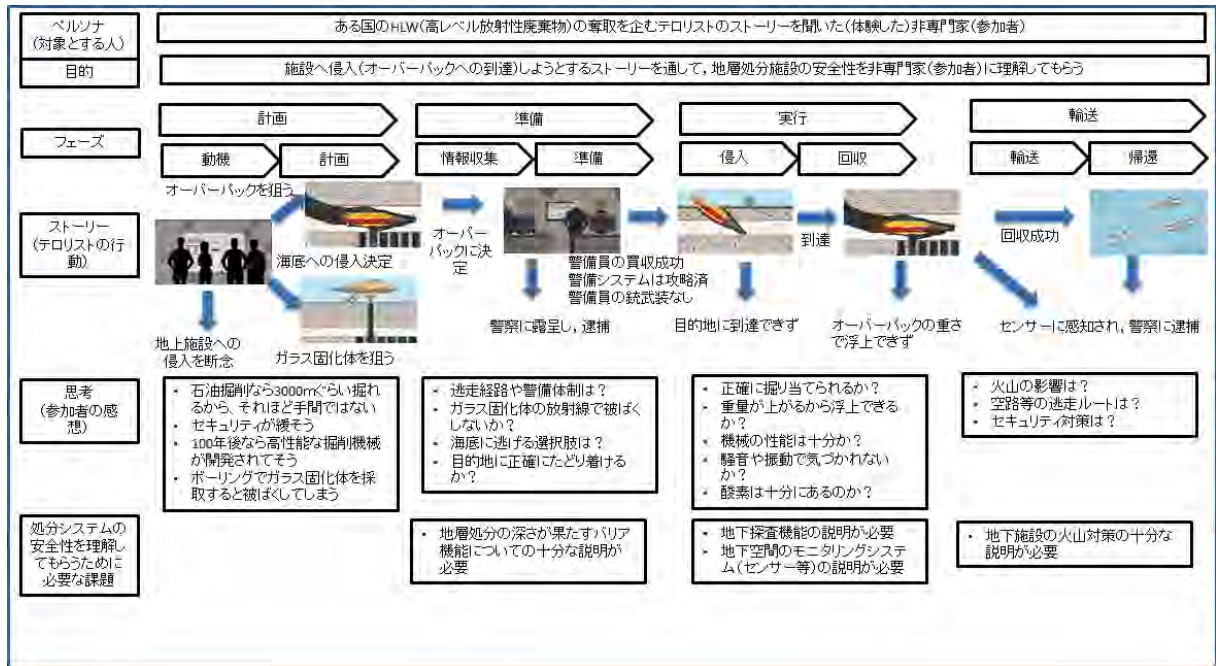 ペルソナ
(対象とする人)
ある国のHLW(高レベル放射性廃棄物)の奪取を企むテロリストのストーリーを聞いた(体験した)非専門家(参加者)
目的
施設へ侵入(オーバーパックへの到達)しようとするストーリーを通して,地層処分施設の安全性を非専門家(参加者)に理解してもらう
フェーズ
計画
準備
実行
輸送
動機
計画
情報収集
準備
侵入
回収
輸送
帰還
ストーリー
(テロリストの行
動)
オーバーパックを狙う
海底への侵入決定
オーバー
パックに決
定
警備員の買収成功
警備システムは攻略済
警備員の銃武装なし
到達
回収成功
地上施設への
侵入を断念
ガラス固化体を狙う
警察に露呈し,逮捕
目的地に到達できず
オーバーパックの重さ
で浮上できず
センサーに感知され,警察に逮捕
思考
(参加者の感
想)
• 石油掘削なら3000mぐらい掘れ
るから、それほど手間ではない
• セキュリティが緩そう
• 100年後なら高性能な掘削機械
が開発されてそう
• ボーリングでガラス固化体を採
取すると被ばくしてしまう
• 逃走経路や警備体制は?
• ガラス固化体の放射線で被ばく
しないか?
• 海底に逃げる選択肢は?
• 目的地に正確にたどり着ける
か?
• 正確に掘り当てられるか?
• 重量が上がるから浮上できる
か?
• 機械の性能は十分か?
• 騒音や振動で気づかれない
か?
• 酸素は十分にあるのか?
• 火山の影響は?
• 空路等の逃走ルートは?
• セキュリティ対策は?
処分システムの
安全性を理解し
てもらうために
必要な課題
• 地層処分の深さが果たすバリア
機能についての十分な説明が
必要
• 地下探査機能の説明が必要
• 地下空間のモニタリングシステ
ム(センサー等)の説明が必要
• 地下施設の火山対策の十分な
説明が必要